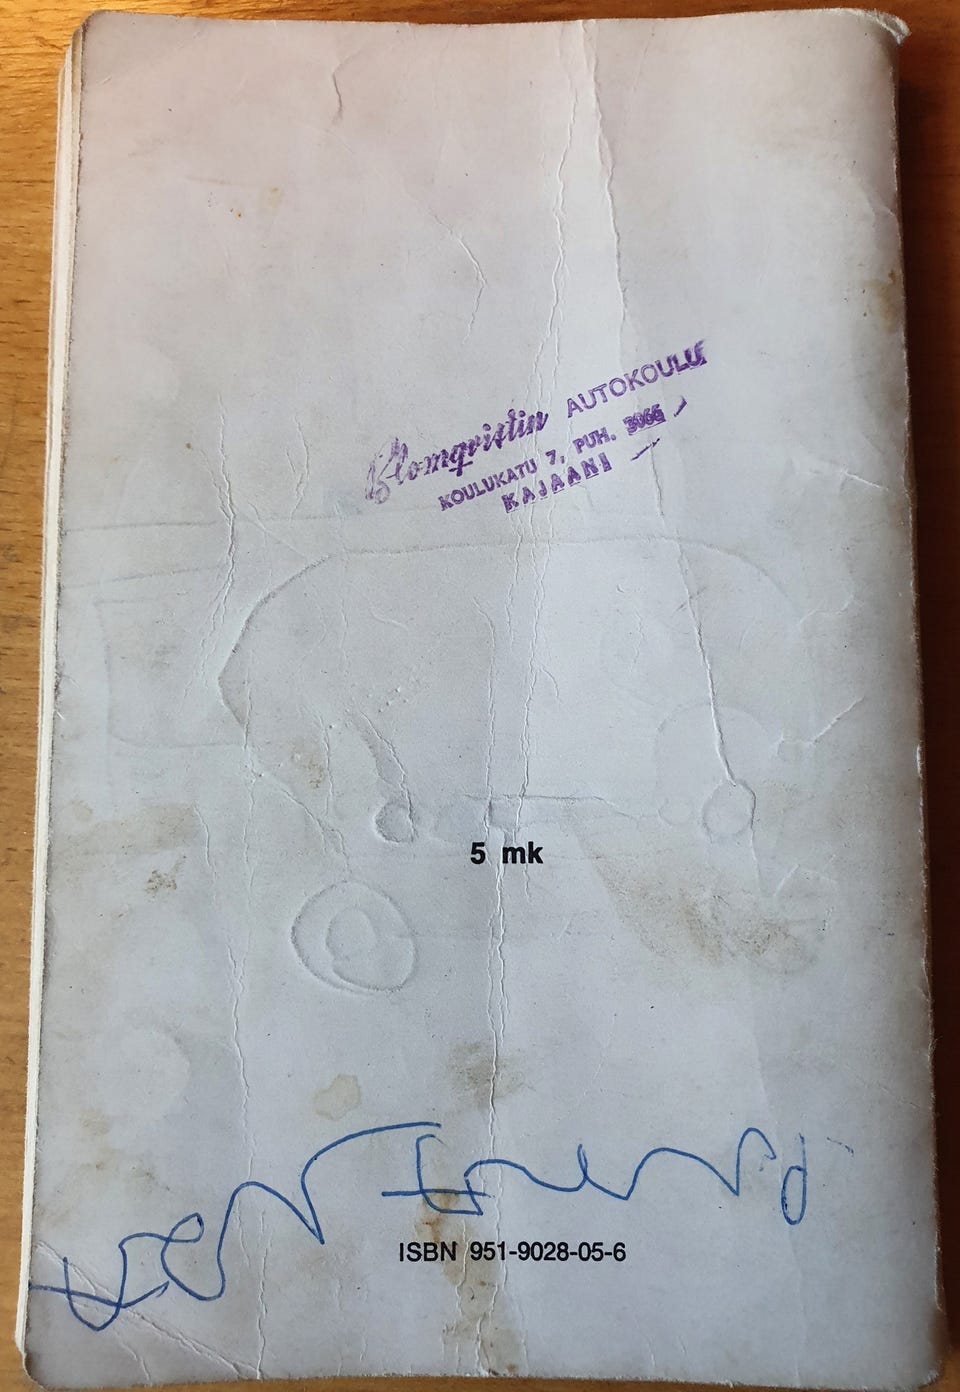 Blomqvistin AUTOKOULU
KOULUKATU 7, PUH. 3066
KAJAANI
5 mk
ISBN 951-9028-05-6